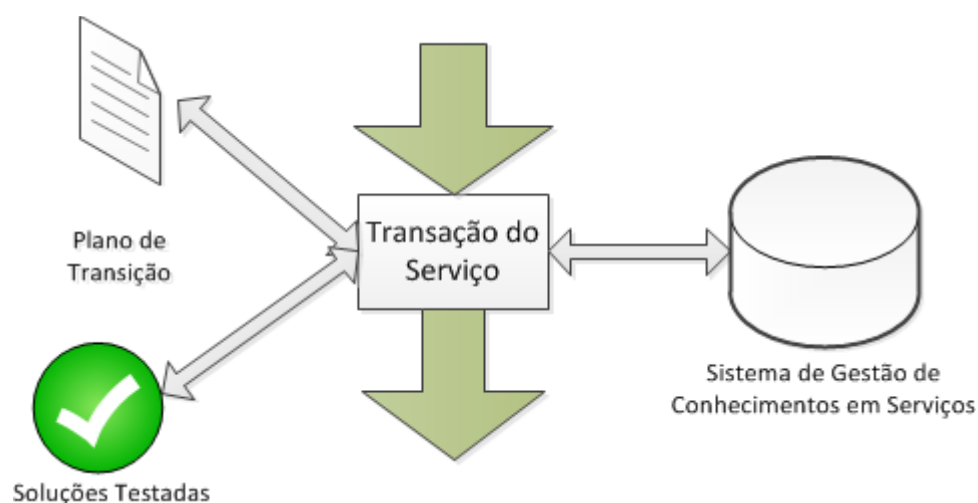 Plano de
Transição
Transação do
Serviço
Soluções Testadas
Sistema de Gestão de
Conhecimentos em Serviços